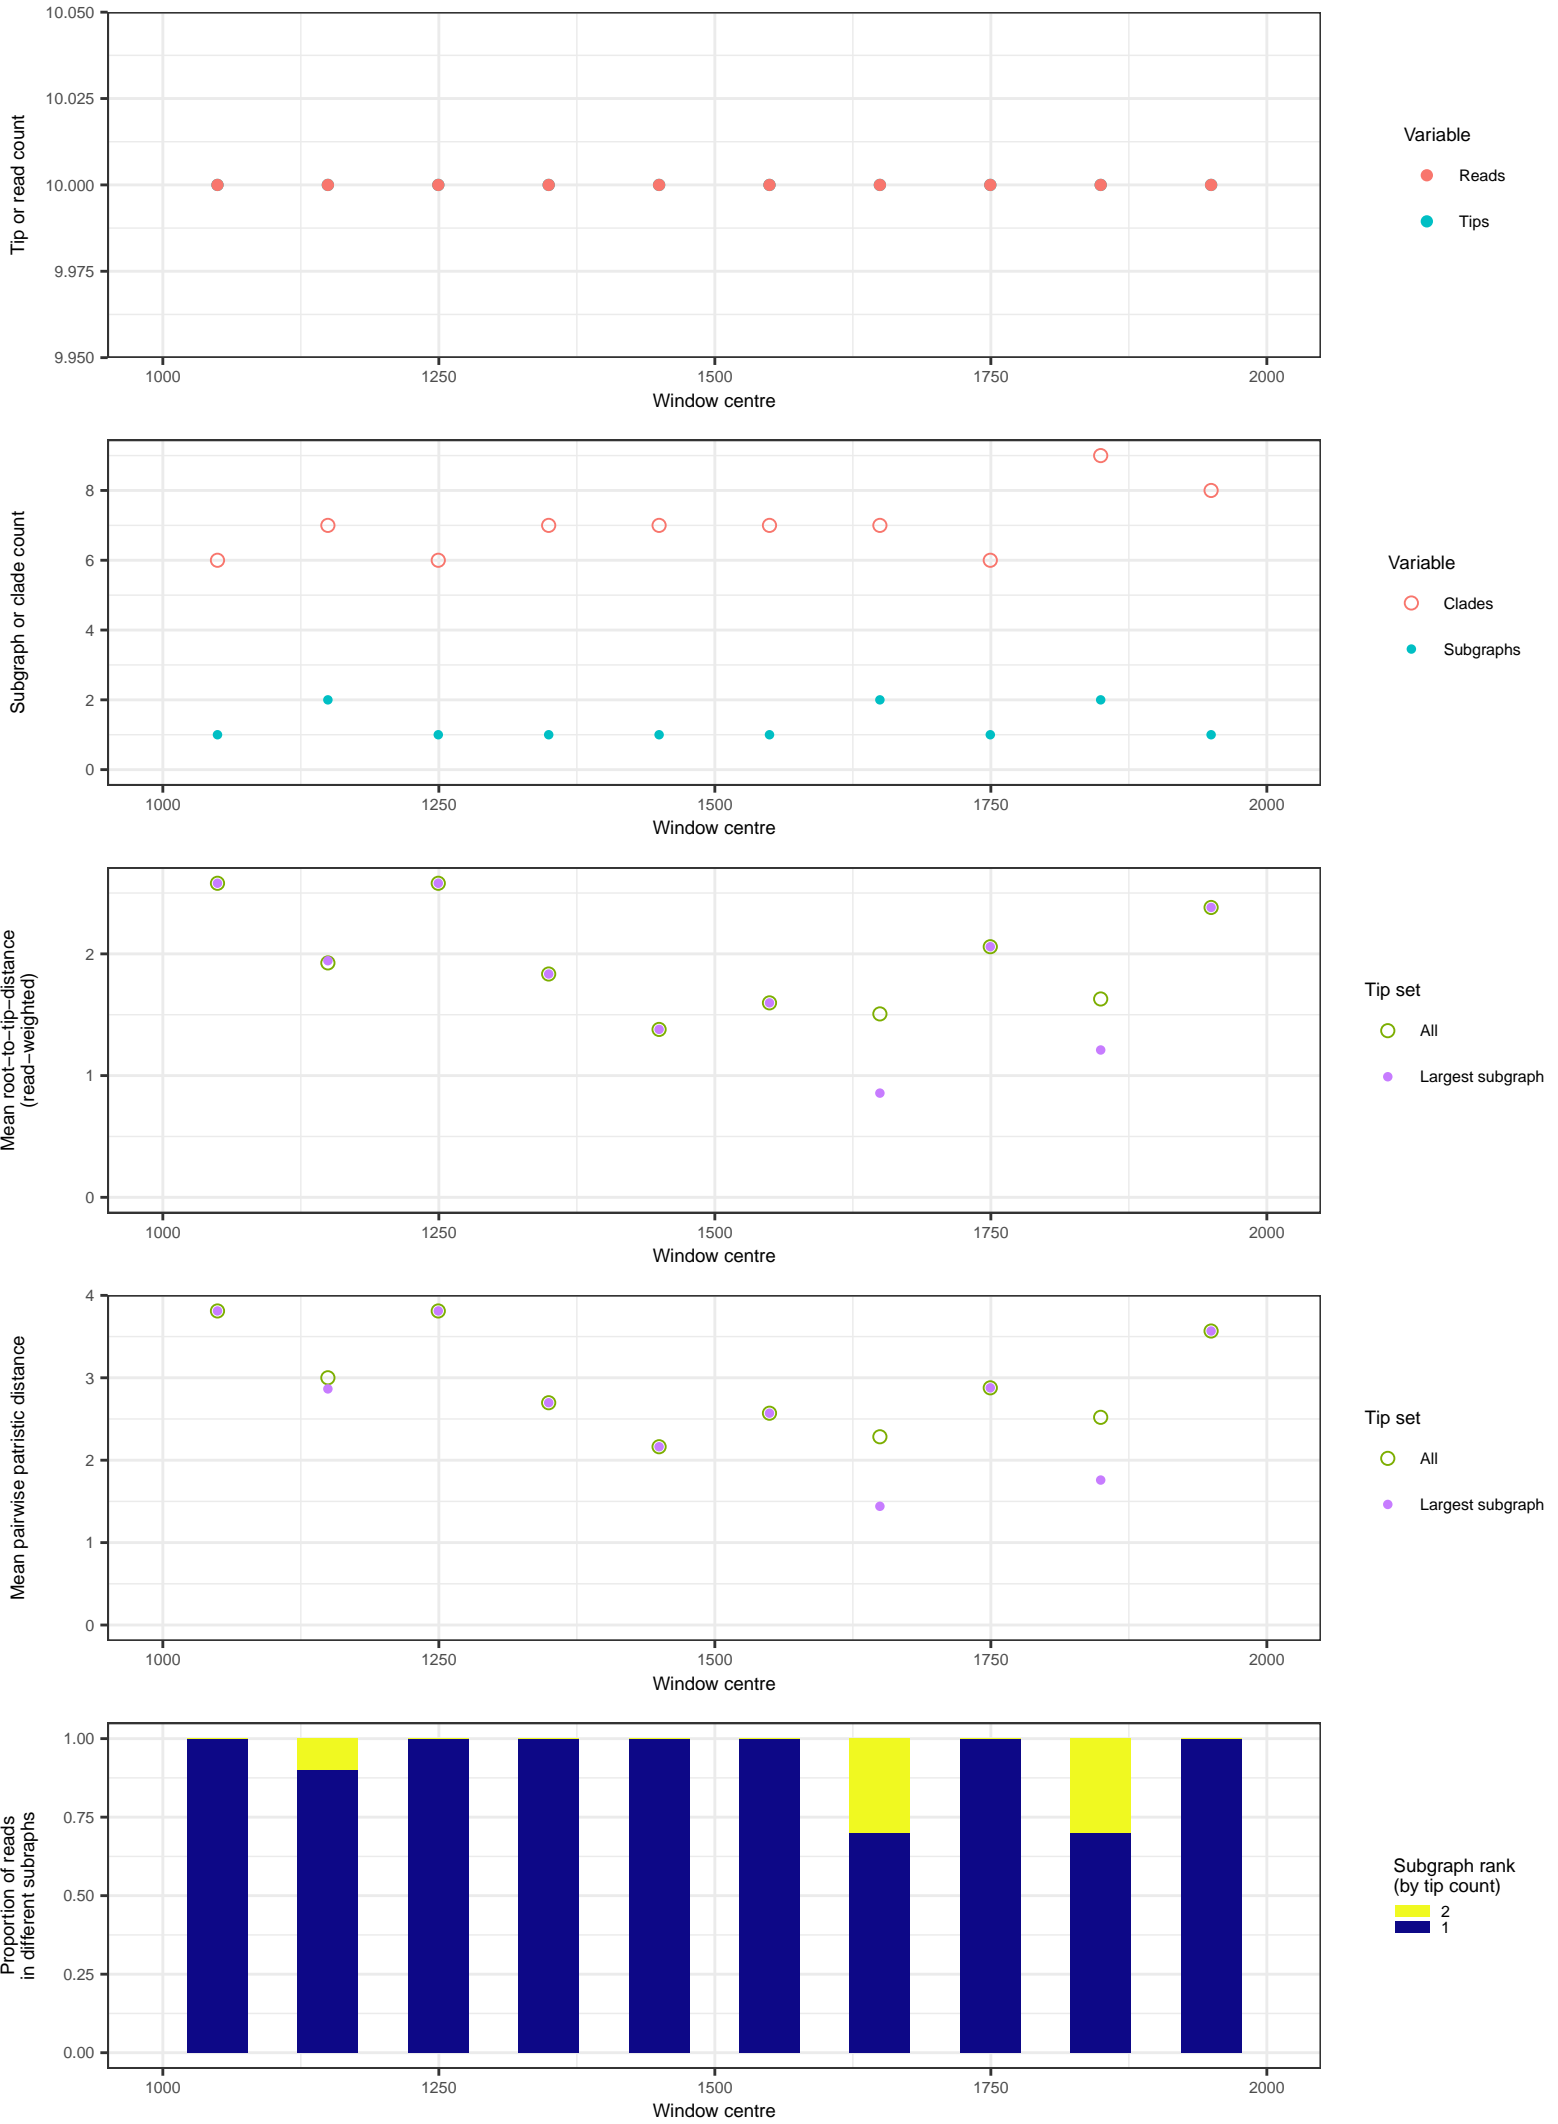 10.050
10.025
10.000
9.975
9.950
Tip or read count
1000 1250 1500 1750 2000
Window centre
Variable
Reads
Tips
8
6
4
2
0
Subgraph or clade count
1000 1250 1500 1750 2000
Window centre
Variable
Clades
Subgraphs
2
1
0
Mean root−to−tip−distance
(read−weighted)
1000 1250 1500 1750 2000
Window centre
Tip set
All
Largest subgraph
4
3
2
1
0
Mean pairwise patristic distance
1000 1250 1500 1750 2000
Window centre
Tip set
All
Largest subgraph
1.00
0.75
0.50
0.25
0.00
Proportion of reads
in different subraphs
1000 1250 1500 1750 2000
Window centre
Subgraph rank
(by tip count)
2
1